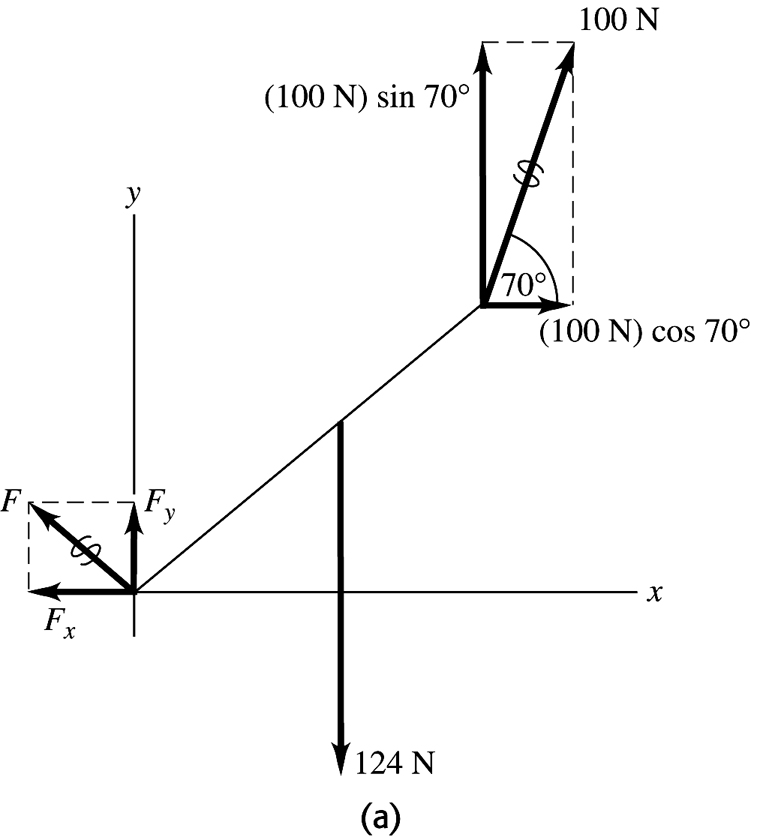 100 N
(100 N) sin 70°
y
70°
(100 N) cos 70°
F
F_y
x
F_x
124 N
(a)